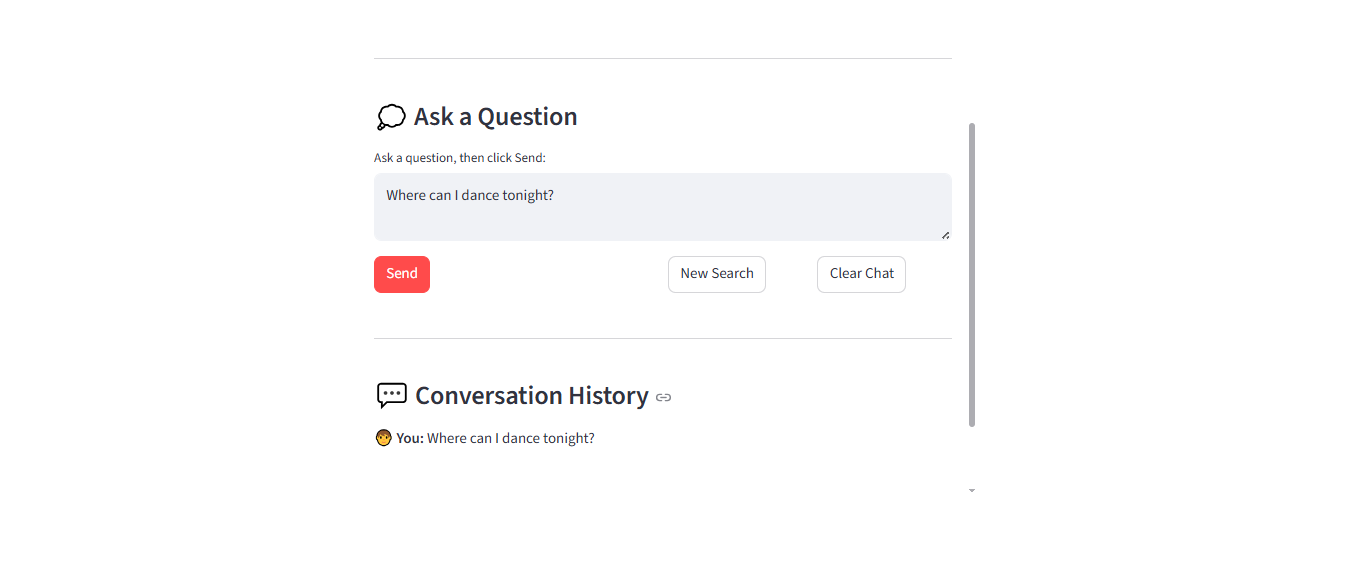 Ask a Question
Ask a question, then click Send:
Where can I dance tonight?
Send New Search Clear Chat
Conversation History
You: Where can I dance tonight?